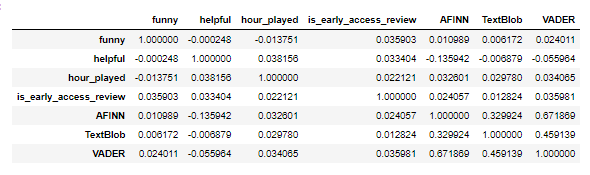 funny helpful hour_played is_early_access_review AFINN TextBlob VADER
funny 1.000000 -0.000248 -0.013751 0.035903 0.010989 0.006172 0.024011
helpful -0.000248 1.000000 0.038156 0.033404 -0.135942 -0.006879 -0.055964
hour_played -0.013751 0.038156 1.000000 0.022121 0.032601 0.029780 0.034065
is_early_access_review 0.035903 0.033404 0.022121 1.000000 0.024057 0.012824 0.035981
AFINN 0.010989 -0.135942 0.032601 0.024057 1.000000 0.329924 0.671869
TextBlob 0.006172 -0.006879 0.029780 0.012824 0.329924 1.000000 0.459139
VADER 0.024011 -0.055964 0.034065 0.035981 0.671869 0.459139 1.000000